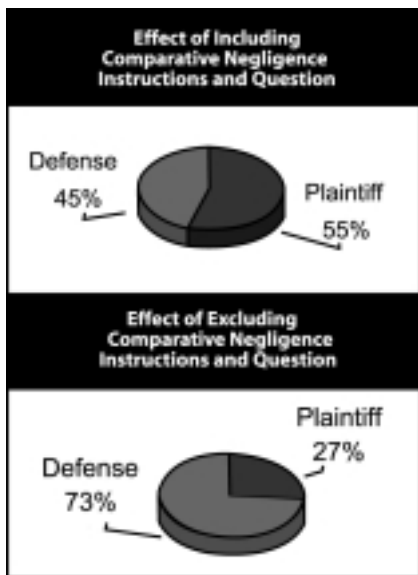 Effect of Including
Comparative Negligence
Instructions and Question
Defense
45%
Plaintiff
55%
Effect of Excluding
Comparative Negligence
Instructions and Question
Plaintiff
27%
Defense
73%